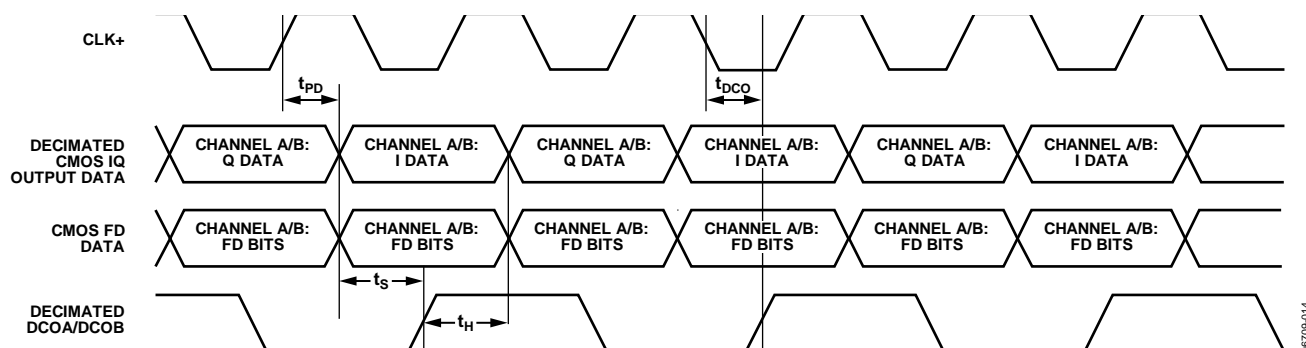 CLK+
tPD
tDCO
DECIMATED
CMOS IQ
OUTPUT DATA
CHANNEL A/B:
Q DATA
CHANNEL A/B:
I DATA
CHANNEL A/B:
Q DATA
CHANNEL A/B:
I DATA
CHANNEL A/B:
Q DATA
CHANNEL A/B:
I DATA
CMOS FD
DATA
CHANNEL A/B:
FD BITS
CHANNEL A/B:
FD BITS
CHANNEL A/B:
FD BITS
CHANNEL A/B:
FD BITS
CHANNEL A/B:
FD BITS
CHANNEL A/B:
FD BITS
tS
DECIMATED
DCOA/DCOB
tH